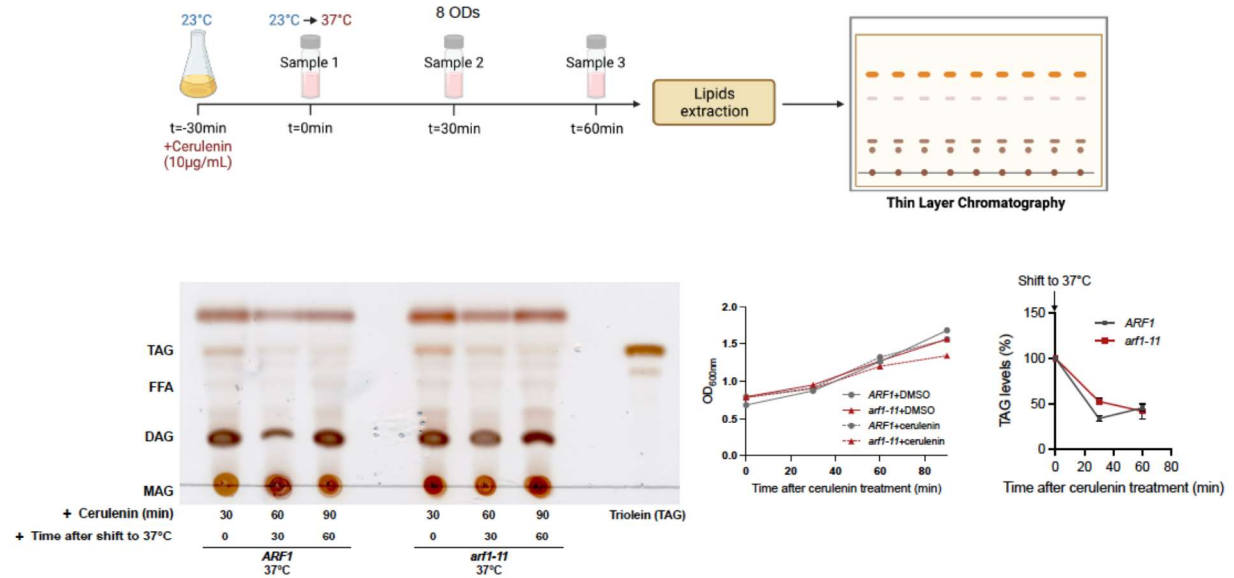 23°C
23°C → 37°C
8 ODs
Sample 1
Sample 2
Sample 3
t=-30min
+Cerulenin
(10µg/mL)
t=0min
t=30min
t=60min
Lipids
extraction
Thin Layer Chromatography
TAG
FFA
DAG
MAG
+ Cerulenin (min)
30 60 90 30 60 90 Triolein (TAG)
+ Time after shift to 37°C
0 30 60 0 30 60
ARF1
37°C
arf1-11
37°C
2.0
1.5
1.0
0.5
0.0
OD600nm
ARF1+DMSO
arf1-11+DMSO
ARF1+cerulenin
arf1-11+cerulenin
0 20 40 60 80
Time after cerulenin treatment (min)
Shift to 37°C
150
100
50
0
TAG levels (%)
ARF1
arf1-11
0 20 40 60 80
Time after cerulenin treatment (min)